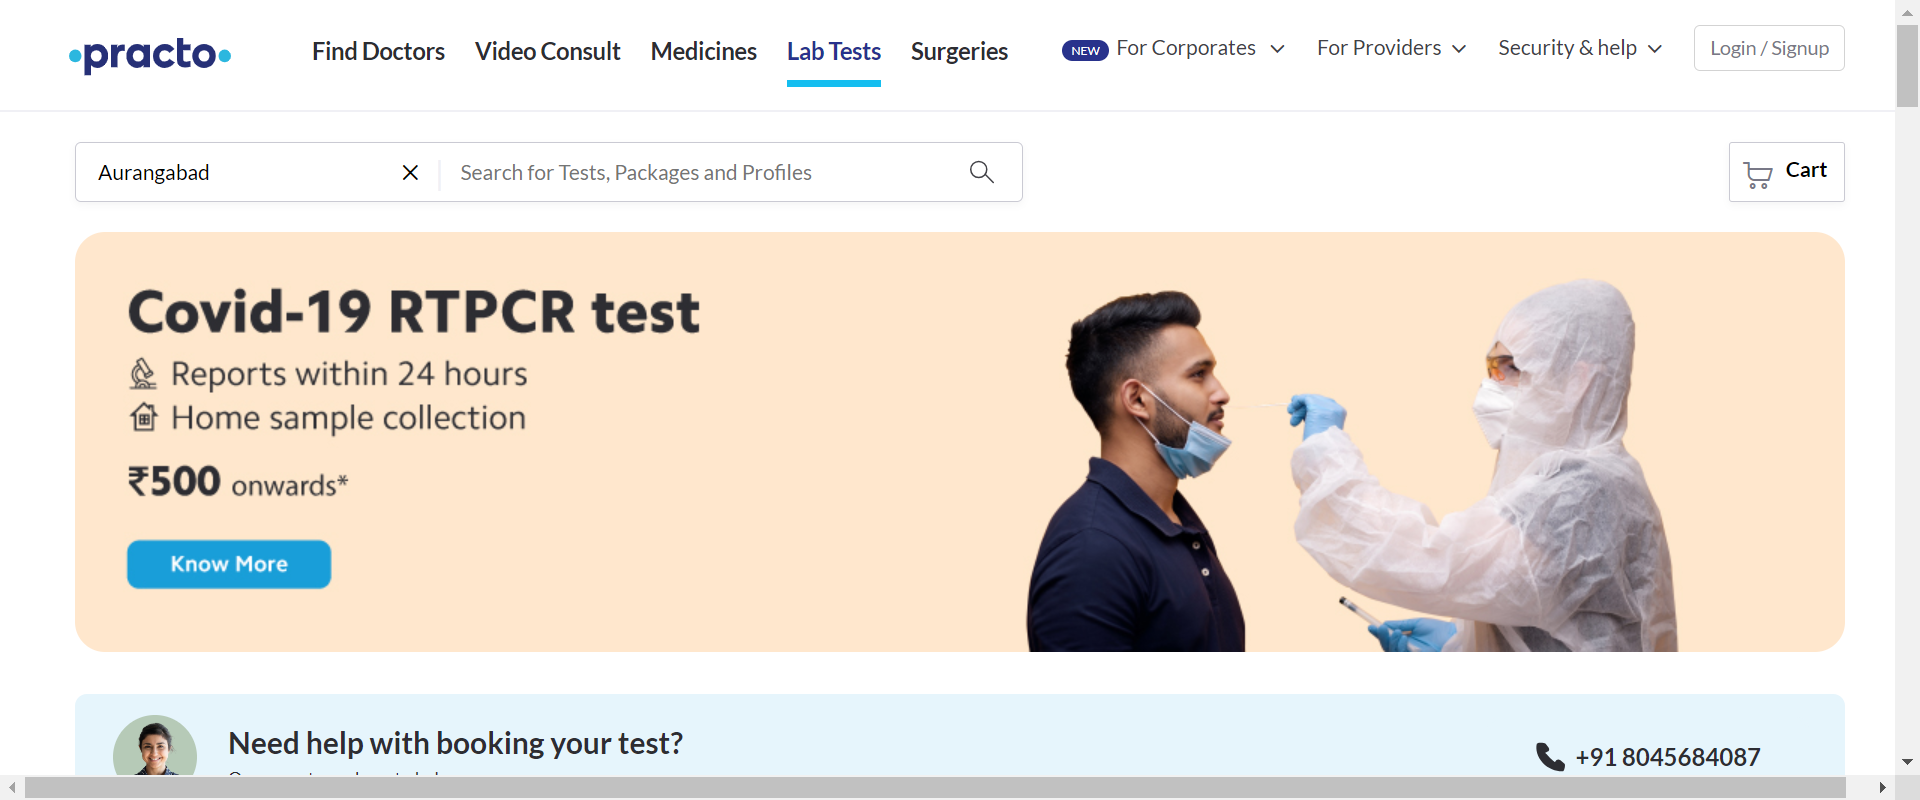 practo
Find Doctors
Video Consult
Medicines
Lab Tests
Surgeries
NEW For Corporates
For Providers
Security & help
Login / Signup
Aurangabad
Search for Tests, Packages and Profiles
Cart
Covid-19 RTPCR test
Reports within 24 hours
Home sample collection
₹500 onwards*
Know More
Need help with booking your test?
+91 8045684087